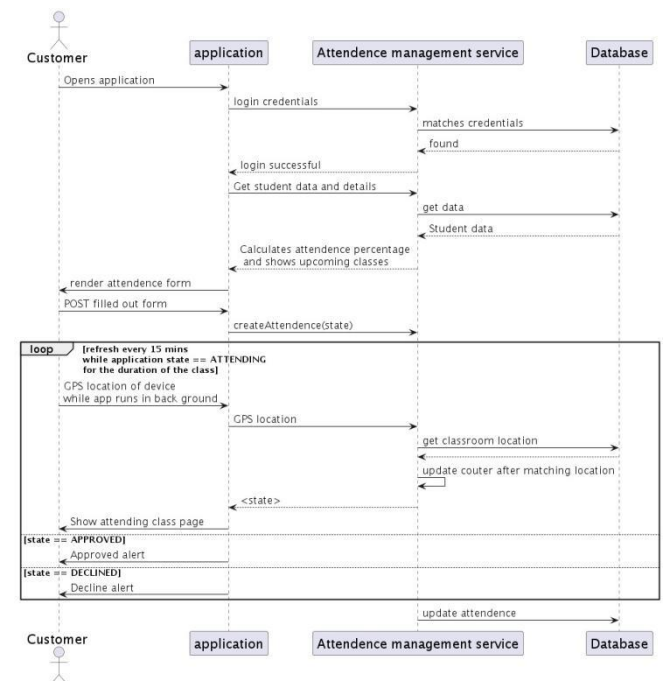 Customer
application
Attendence management service
Database
Opens application
login credentials
matches credentials
found
login successful
Get student data and details
get data
Student data
Calculates attendence percentage
and shows upcoming classes
render attendence form
POST filled out form
createAttendence(state)
loop
[refresh every 15 mins
while application state == ATTENDING
for the duration of the class]
GPS location of device
while app runs in back ground
GPS location
get classroom location
update couter after matching location
<state>
Show attending class page
[state == APPROVED]
Approved alert
[state == DECLINED]
Decline alert
update attendence
Customer
application
Attendence management service
Database